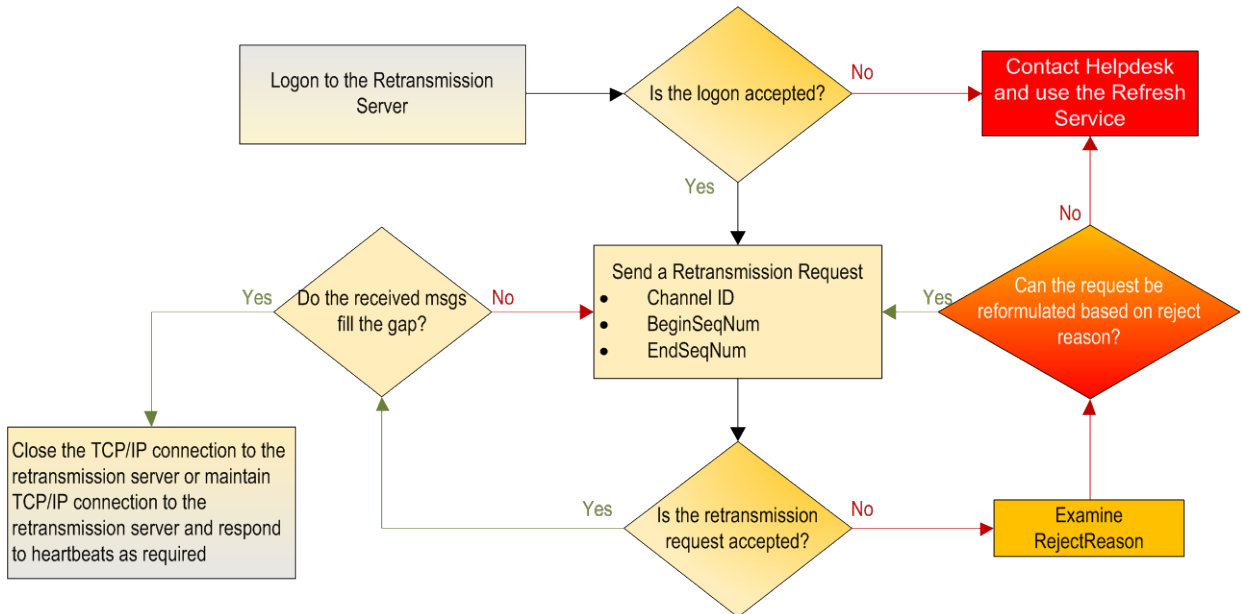 Logon to the Retransmission
Server
Is the logon accepted?
No
Contact Helpdesk
and use the Refresh
Service
Yes
No
Send a Retransmission Request
• Channel ID
• BeginSeqNum
• EndSeqNum
Yes
Do the received msgs
fill the gap?
No
Yes
Can the request be
reformulated based on reject
reason?
Close the TCP/IP connection to the
retransmission server or maintain
TCP/IP connection to the
retransmission server and respond
to heartbeats as required
Yes
Is the retransmission
request accepted?
No
Examine
RejectReason